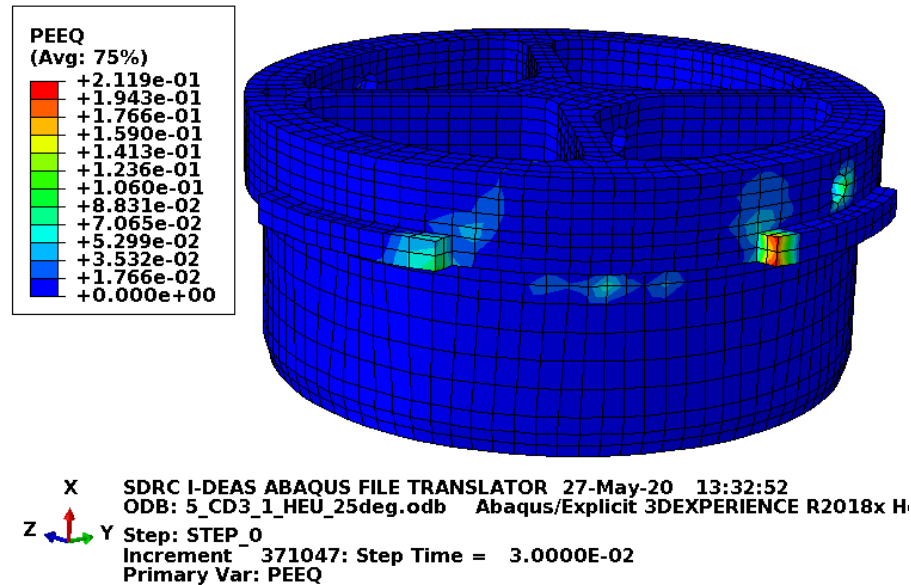 PEEQ
(Avg: 75%)
+2.119e-01
+1.943e-01
+1.766e-01
+1.590e-01
+1.413e-01
+1.236e-01
+1.060e-01
+8.831e-02
+7.065e-02
+5.299e-02
+3.532e-02
+1.766e-02
+0.000e+00
X
Z
Y
SDRC I-DEAS ABAQUS FILE TRANSLATOR 27-May-20 13:32:52
ODB: 5_CD3_1_HEU_25deg.odb Abaqus/Explicit 3DEXPERIENCE R2018x
Step: STEP_0
Increment 371047: Step Time = 3.0000E-02
Primary Var: PEEQ